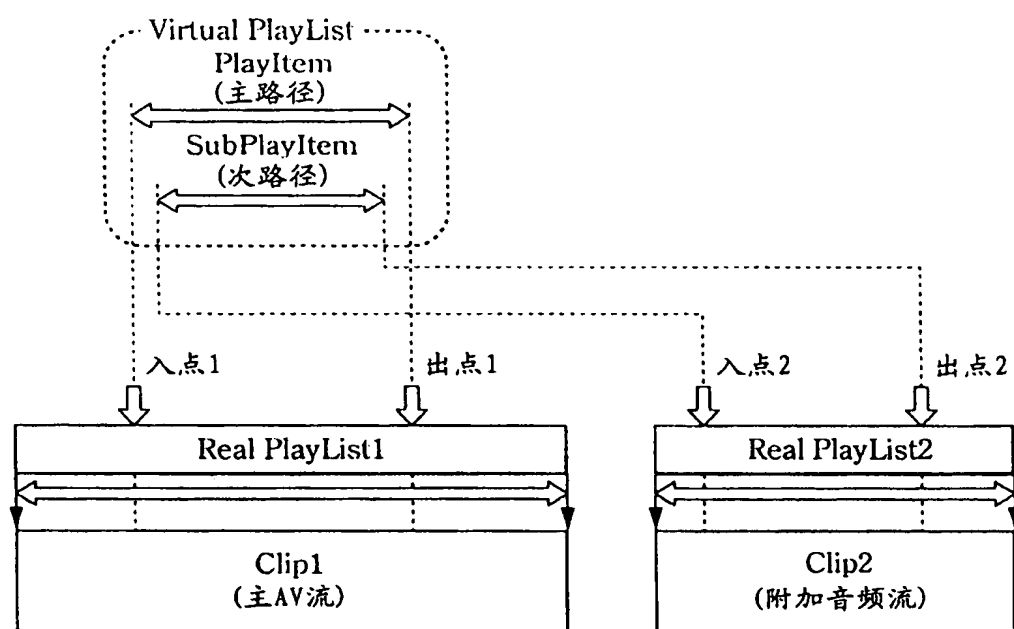 Virtual PlayList
PlayItem
(主路径)
SubPlayItem
(次路径)
入点1
出点1
入点2
出点2
Real PlayList1
Real PlayList2
Clip1
(主AV流)
Clip2
(附加音频流)